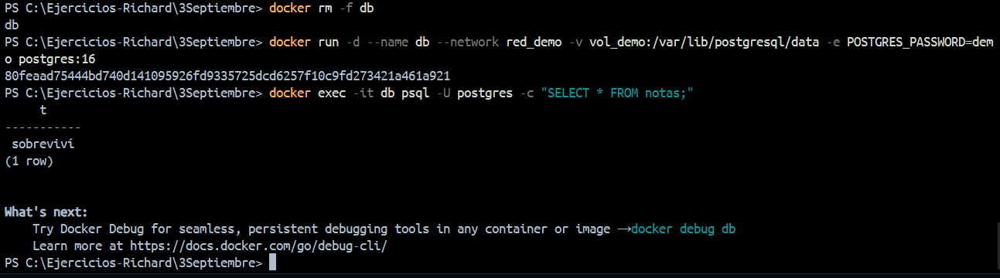 PS C:\Ejercicios-Richard\3Septiembre> docker rm -f db
db
PS C:\Ejercicios-Richard\3Septiembre> docker run -d --name db --network red_demo -v vol_demo:/var/lib/postgresql/data -e POSTGRES_PASSWORD=dem
o postgres:16
80feaad75444bd740d141095926fd9335725dcd6257f10c9fd273421a461a921
PS C:\Ejercicios-Richard\3Septiembre> docker exec -it db psql -U postgres -c "SELECT * FROM notas;"
     t
-----------
 sobreviví
(1 row)
What's next:
    Try Docker Debug for seamless, persistent debugging tools in any container or image →docker debug db
    Learn more at https://docs.docker.com/go/debug-cli/
PS C:\Ejercicios-Richard\3Septiembre>